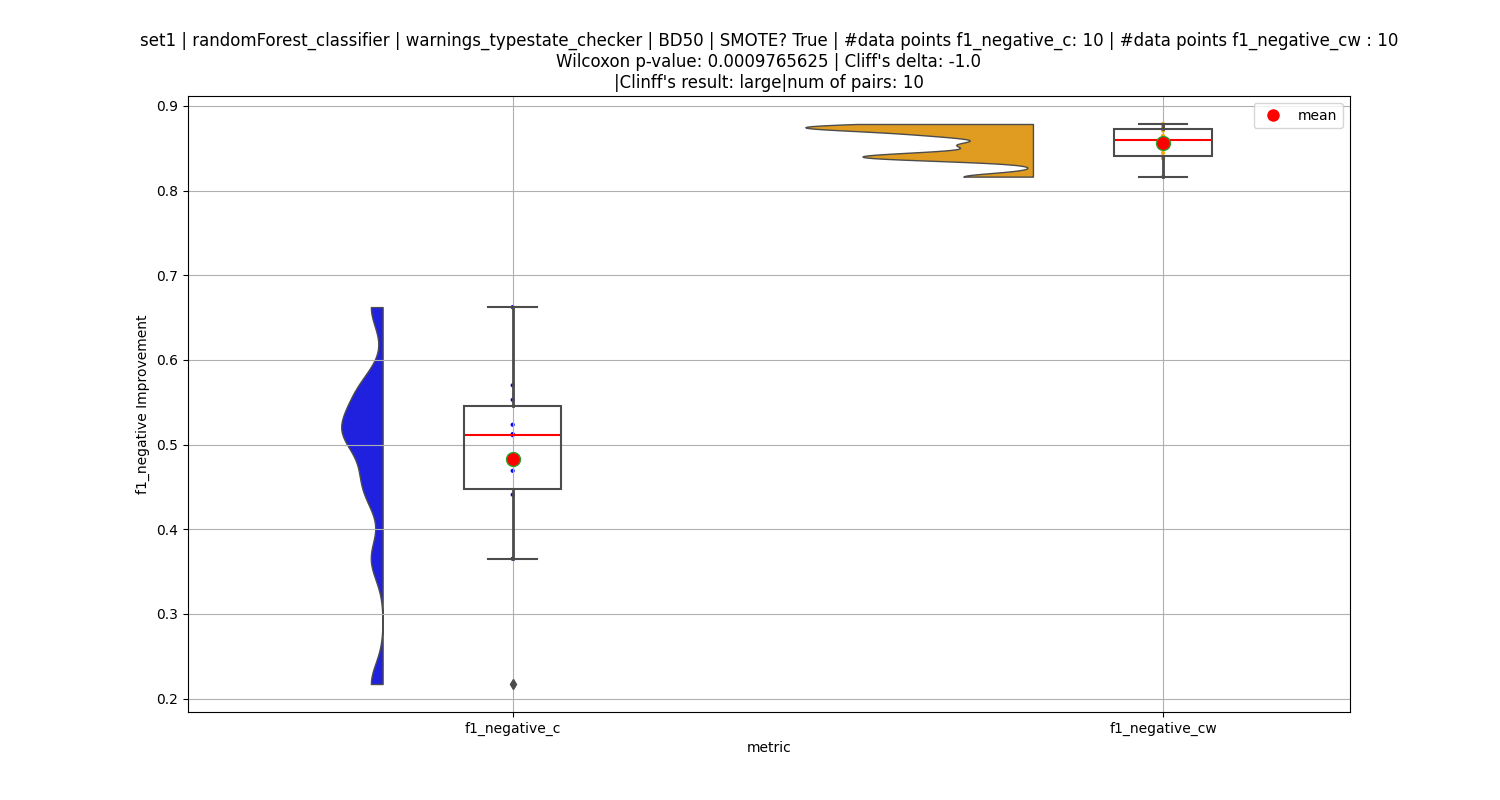 set1 | randomForest_classifier | warnings_typestate_checker | BD50 | SMOTE? True | #data points f1_negative_c: 10 | #data points f1_negative_cw : 10
Wilcoxon p-value: 0.0009765625 | Cliff's delta: -1.0
|Clinff's result: large|num of pairs: 10
mean
0.9
0.8
0.7
0.6
0.5
0.4
0.3
0.2
f1_negative Improvement
f1_negative_c
f1_negative_cw
metric